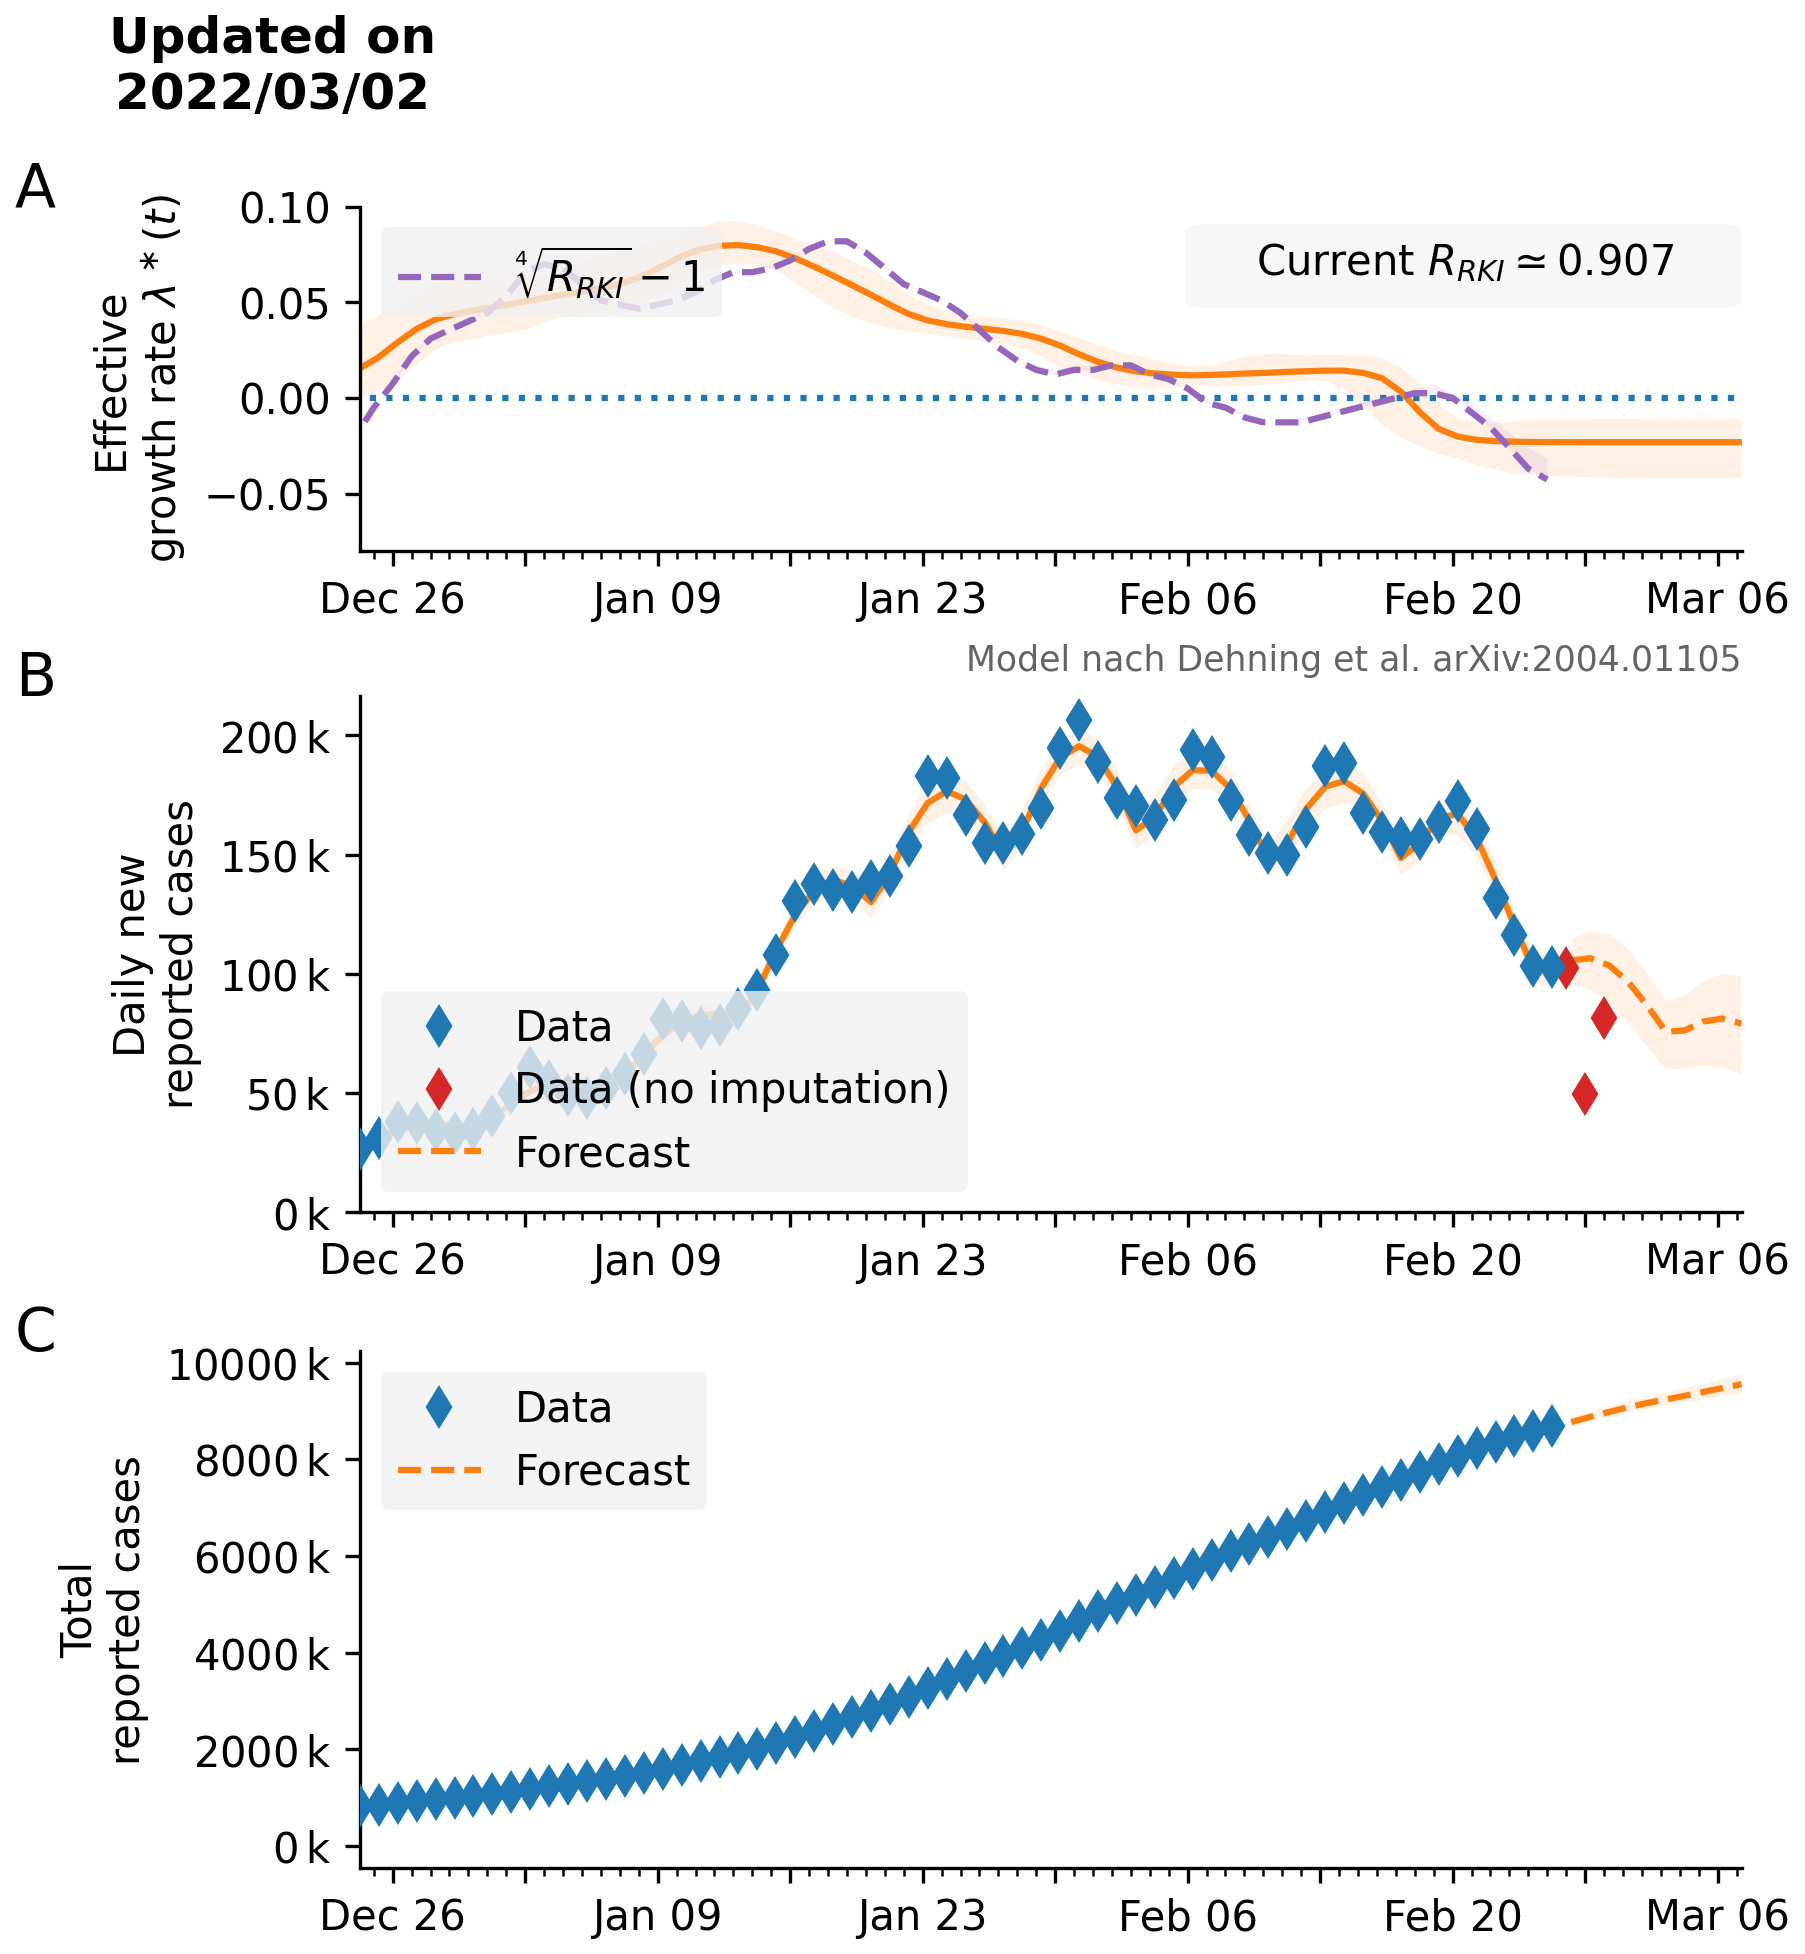 Updated on
2022/03/02
A
Effective
growth rate λ * (t)
0.10
0.05
0.00
−0.05
∜R_RKI − 1
Current R_RKI ≃ 0.907
Dec 26 Jan 09 Jan 23 Feb 06 Feb 20 Mar 06
Model nach Dehning et al. arXiv:2004.01105
B
Daily new
reported cases
200 k
150 k
100 k
50 k
0 k
Data
Data (no imputation)
Forecast
Dec 26 Jan 09 Jan 23 Feb 06 Feb 20 Mar 06
C
Total
reported cases
10000 k
8000 k
6000 k
4000 k
2000 k
0 k
Data
Forecast
Dec 26 Jan 09 Jan 23 Feb 06 Feb 20 Mar 06